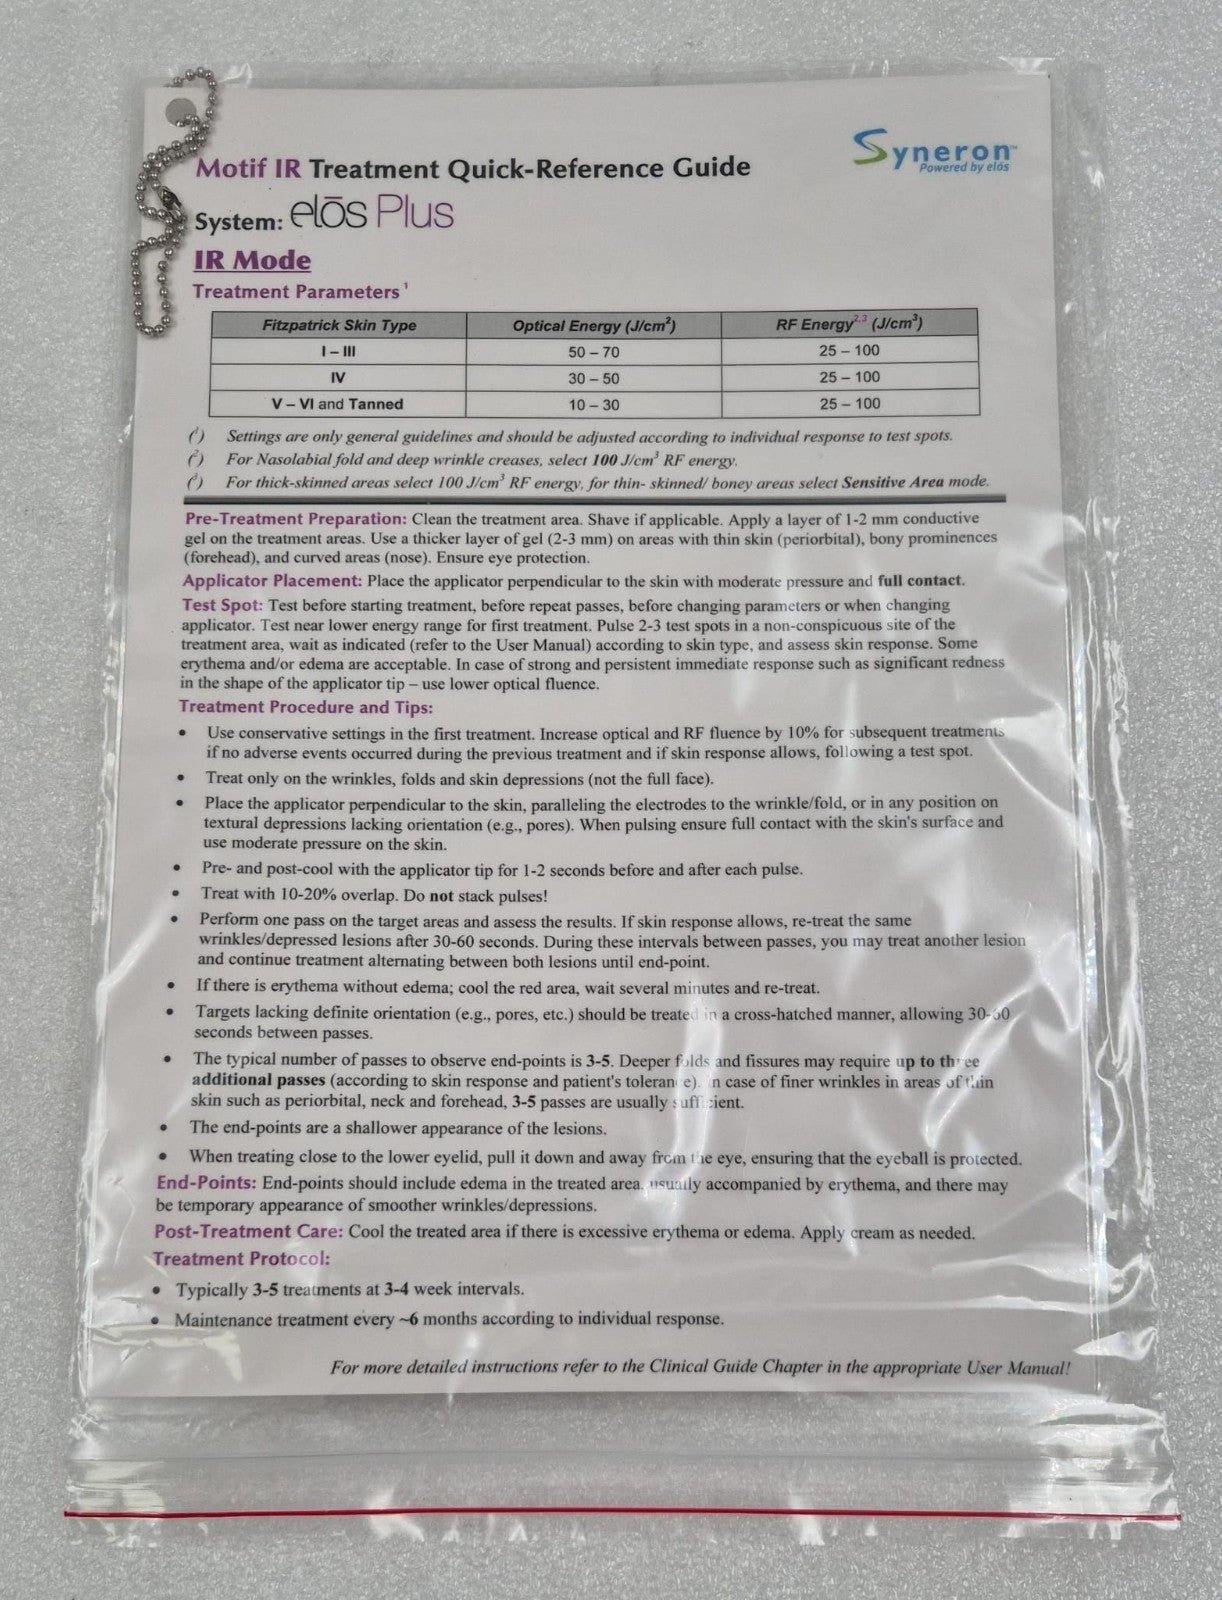 Syneron™
Powered by elōs
Motif IR Treatment Quick-Reference Guide
System: elōs Plus
IR Mode
Treatment Parameters ¹
Fitzpatrick Skin Type Optical Energy (J/cm²) RF Energy²,³ (J/cm³)
I – III 50 – 70 25 – 100
IV 30 – 50 25 – 100
V – VI and Tanned 10 – 30 25 – 100
(¹) Settings are only general guidelines and should be adjusted according to individual response to test spots.
(²) For Nasolabial fold and deep wrinkle creases, select 100 J/cm³ RF energy.
(³) For thick-skinned areas select 100 J/cm³ RF energy, for thin- skinned/ boney areas select Sensitive Area mode.
Pre-Treatment Preparation: Clean the treatment area. Shave if applicable. Apply a layer of 1-2 mm conductive
gel on the treatment areas. Use a thicker layer of gel (2-3 mm) on areas with thin skin (periorbital), bony prominences
(forehead), and curved areas (nose). Ensure eye protection.
Applicator Placement: Place the applicator perpendicular to the skin with moderate pressure and full contact.
Test Spot: Test before starting treatment, before repeat passes, before changing parameters or when changing
applicator. Test near lower energy range for first treatment. Pulse 2-3 test spots in a non-conspicuous site of the
treatment area, wait as indicated (refer to the User Manual) according to skin type, and assess skin response. Some
erythema and/or edema are acceptable. In case of strong and persistent immediate response such as significant redness
in the shape of the applicator tip – use lower optical fluence.
Treatment Procedure and Tips:
• Use conservative settings in the first treatment. Increase optical and RF fluence by 10% for subsequent treatments
if no adverse events occurred during the previous treatment and if skin response allows, following a test spot.
• Treat only on the wrinkles, folds and skin depressions (not the full face).
• Place the applicator perpendicular to the skin, paralleling the electrodes to the wrinkle/fold, or in any position on
textural depressions lacking orientation (e.g., pores). When pulsing ensure full contact with the skin's surface and
use moderate pressure on the skin.
• Pre- and post-cool with the applicator tip for 1-2 seconds before and after each pulse.
• Treat with 10-20% overlap. Do not stack pulses!
• Perform one pass on the target areas and assess the results. If skin response allows, re-treat the same
wrinkles/depressed lesions after 30-60 seconds. During these intervals between passes, you may treat another lesion
and continue treatment alternating between both lesions until end-point.
• If there is erythema without edema; cool the red area, wait several minutes and re-treat.
• Targets lacking definite orientation (e.g., pores, etc.) should be treated in a cross-hatched manner, allowing 30-60
seconds between passes.
• The typical number of passes to observe end-points is 3-5. Deeper folds and fissures may require up to three
additional passes (according to skin response and patient's tolerance). In case of finer wrinkles in areas of thin
skin such as periorbital, neck and forehead, 3-5 passes are usually sufficient.
• The end-points are a shallower appearance of the lesions.
• When treating close to the lower eyelid, pull it down and away from the eye, ensuring that the eyeball is protected.
End-Points: End-points should include edema in the treated area, usually accompanied by erythema, and there may
be temporary appearance of smoother wrinkles/depressions.
Post-Treatment Care: Cool the treated area if there is excessive erythema or edema. Apply cream as needed.
Treatment Protocol:
• Typically 3-5 treatments at 3-4 week intervals.
• Maintenance treatment every ~6 months according to individual response.
For more detailed instructions refer to the Clinical Guide Chapter in the appropriate User Manual!